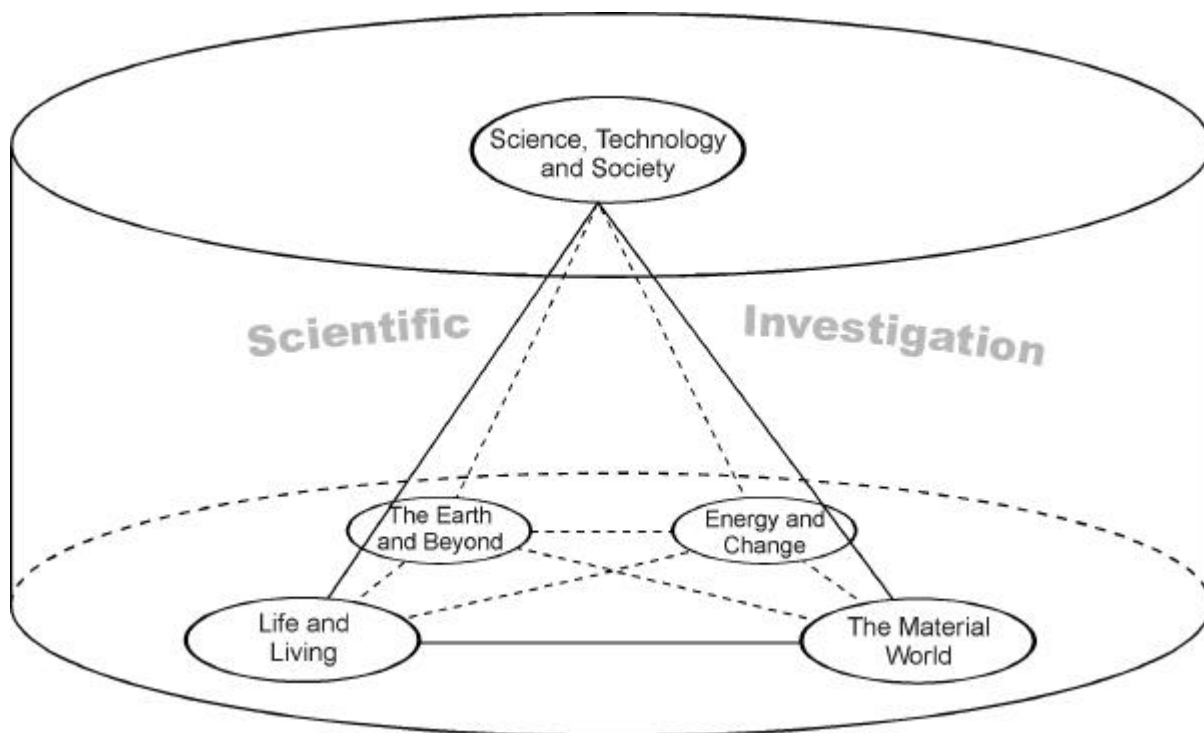 Science, Technology
and Society
Scientific Investigation
The Earth
and Beyond
Energy and
Change
Life and
Living
The Material
World